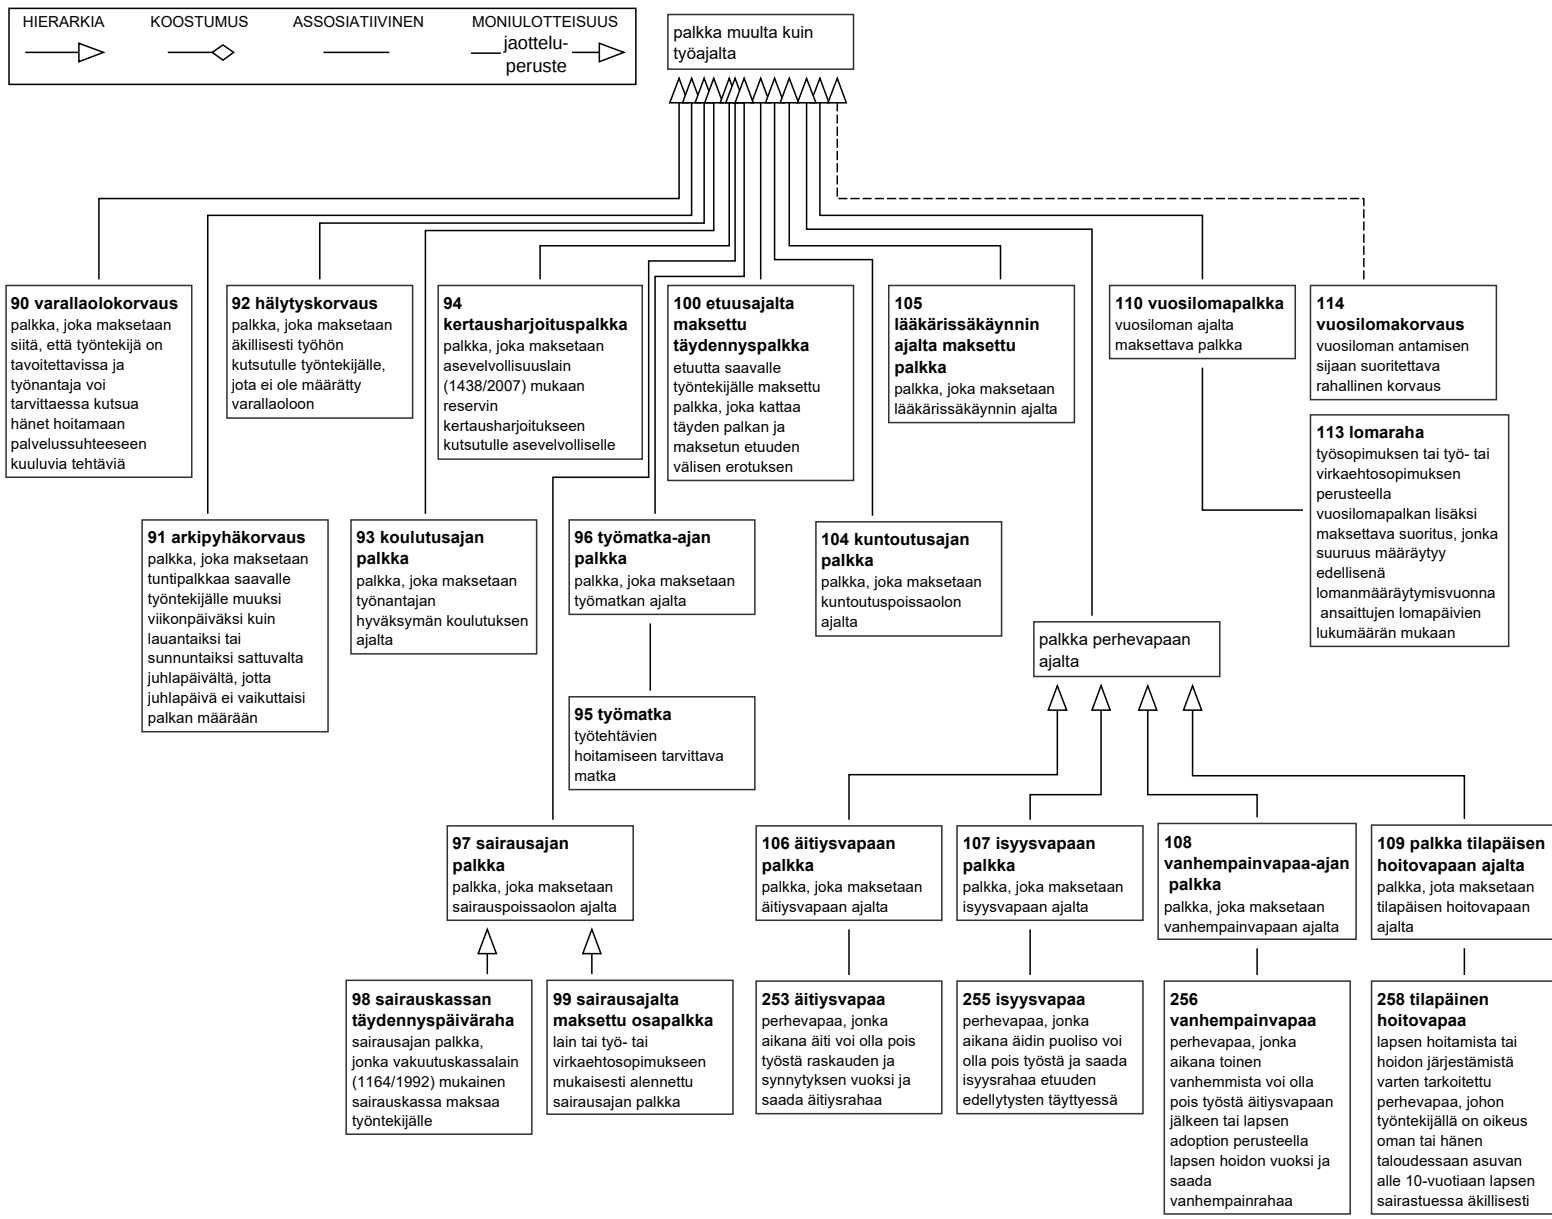 HIERARKIA
KOOSTUMUS
ASSOSIATIIVINEN
MONIULOTTEISUUS
jaottelu-
peruste
palkka muulta kuin
työajalta
90 varallaolokorvaus
palkka, joka maksetaan
siitä, että työntekijä on
tavoitettavissa ja
työnantaja voi
tarvittaessa kutsua
hänet hoitamaan
palvelussuhteeseen
kuuluvia tehtäviä
92 hälytyskorvaus
palkka, joka maksetaan
äkillisesti työhön
kutsutulle työntekijälle,
jota ei ole määrätty
varallaoloon
94
kertausharjoituspalkka
palkka, joka maksetaan
asevelvollisuuslain
(1438/2007) mukaan
reservin
kertausharjoitukseen
kutsutulle asevelvolliselle
100 etuusajalta
maksettu
täydennyspalkka
etuutta saavalle
työntekijälle maksettu
palkka, joka kattaa
täyden palkan ja
maksetun etuuden
välisen erotuksen
105
lääkärissäkäynnin
ajalta maksettu
palkka
palkka, joka maksetaan
lääkärissäkäynnin ajalta
110 vuosilomapalkka
vuosiloman ajalta
maksettava palkka
114
vuosilomakorvaus
vuosiloman antamisen
sijaan suoritettava
rahallinen korvaus
113 lomaraha
työsopimuksen tai työ- tai
virkaehtosopimuksen
perusteella
vuosilomapalkan lisäksi
maksettava suoritus, jonka
suuruus määräytyy
edellisenä
lomanmääräytymisvuonna
ansaittujen lomapäivien
lukumäärän mukaan
91 arkipyhäkorvaus
palkka, joka maksetaan
tuntipalkkaa saavalle
työntekijälle muuksi
viikonpäiväksi kuin
lauantaiksi tai
sunnuntaiksi sattuvalta
juhlapäivältä, jotta
juhlapäivä ei vaikuttaisi
palkan määrään
93 koulutusajan
palkka
palkka, joka maksetaan
työnantajan
hyväksymän koulutuksen
ajalta
96 työmatka-ajan
palkka
palkka, joka maksetaan
työmatkan ajalta
104 kuntoutusajan
palkka
palkka, joka maksetaan
kuntoutuspoissaolon
ajalta
palkka perhevapaan
ajalta
95 työmatka
työtehtävien
hoitamiseen tarvittava
matka
97 sairausajan
palkka
palkka, joka maksetaan
sairauspoissaolon ajalta
106 äitiysvapaan
palkka
palkka, joka maksetaan
äitiysvapaan ajalta
107 isyysvapaan
palkka
palkka, joka maksetaan
isyysvapaan ajalta
108
vanhempainvapaa-ajan
palkka
palkka, joka maksetaan
vanhempainvapaan ajalta
109 palkka tilapäisen
hoitovapaan ajalta
palkka, jota maksetaan
tilapäisen hoitovapaan
ajalta
98 sairauskassan
täydennyspäiväraha
sairausajan palkka,
jonka vakuutuskassalain
(1164/1992) mukainen
sairauskassa maksaa
työntekijälle
99 sairausajalta
maksettu osapalkka
lain tai työ- tai
virkaehtosopimukseen
mukaisesti alennettu
sairausajan palkka
253 äitiysvapaa
perhevapaa, jonka
aikana äiti voi olla pois
työstä raskauden ja
synnytyksen vuoksi ja
saada äitiysrahaa
255 isyysvapaa
perhevapaa, jonka
aikana äidin puoliso voi
olla pois työstä ja saada
isyysrahaa etuuden
edellytysten täyttyessä
256
vanhempainvapaa
perhevapaa, jonka
aikana toinen
vanhemmista voi olla
pois työstä äitiysvapaan
jälkeen tai lapsen
adoption perusteella
lapsen hoidon vuoksi ja
saada
vanhempainrahaa
258 tilapäinen
hoitovapaa
lapsen hoitamista tai
hoidon järjestämistä
varten tarkoitettu
perhevapaa, johon
työntekijällä on oikeus
oman tai hänen
taloudessaan asuvan
alle 10-vuotiaan lapsen
sairastuessa äkillisesti